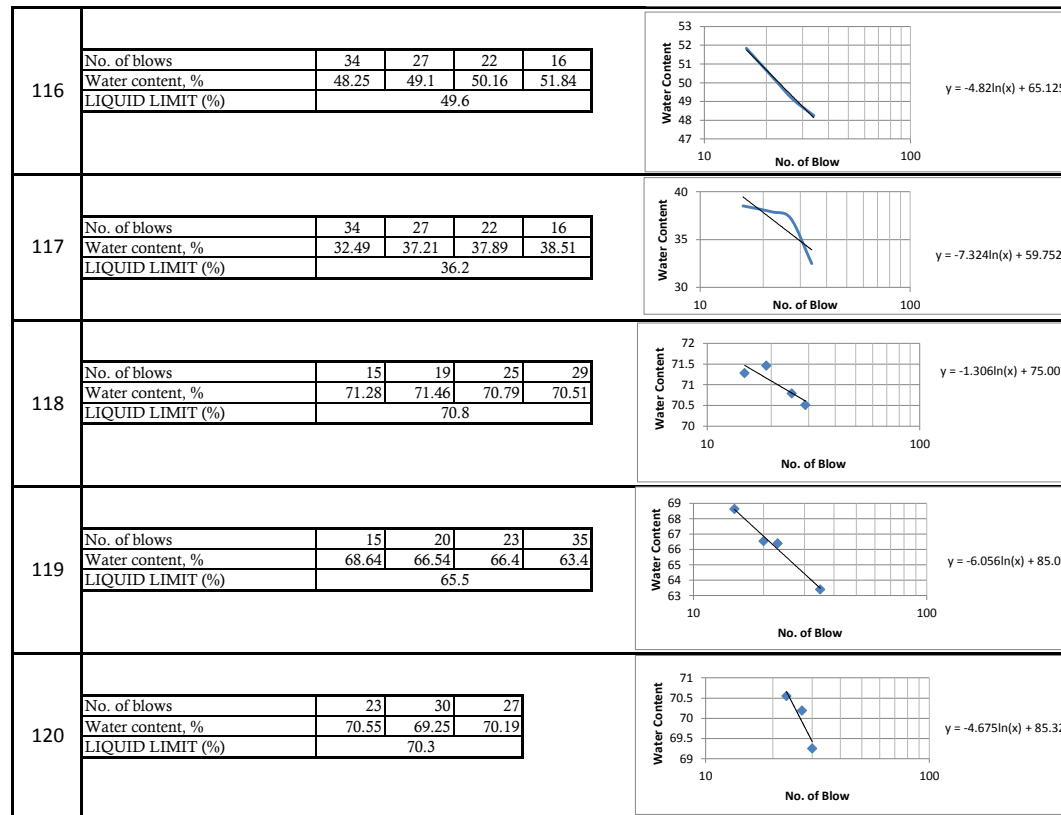 116
No. of blows 34 27 22 16
Water content, % 48.25 49.1 50.16 51.84
LIQUID LIMIT (%) 49.6
53
52
51
50
49
48
47
10 100
Water Content
No. of Blow
y = -4.82ln(x) + 65.125
117
No. of blows 34 27 22 16
Water content, % 32.49 37.21 37.89 38.51
LIQUID LIMIT (%) 36.2
40
35
30
10 100
Water Content
No. of Blow
y = -7.324ln(x) + 59.752
118
No. of blows 15 19 25 29
Water content, % 71.28 71.46 70.79 70.51
LIQUID LIMIT (%) 70.8
72
71.5
71
70.5
70
10 100
Water Content
No. of Blow
y = -1.306ln(x) + 75.00
119
No. of blows 15 20 23 35
Water content, % 68.64 66.54 66.4 63.4
LIQUID LIMIT (%) 65.5
69
68
67
66
65
64
63
10 100
Water Content
No. of Blow
y = -6.056ln(x) + 85.0
120
No. of blows 23 30 27
Water content, % 70.55 69.25 70.19
LIQUID LIMIT (%) 70.3
71
70.5
70
69.5
69
10 100
Water Content
No. of Blow
y = -4.675ln(x) + 85.32